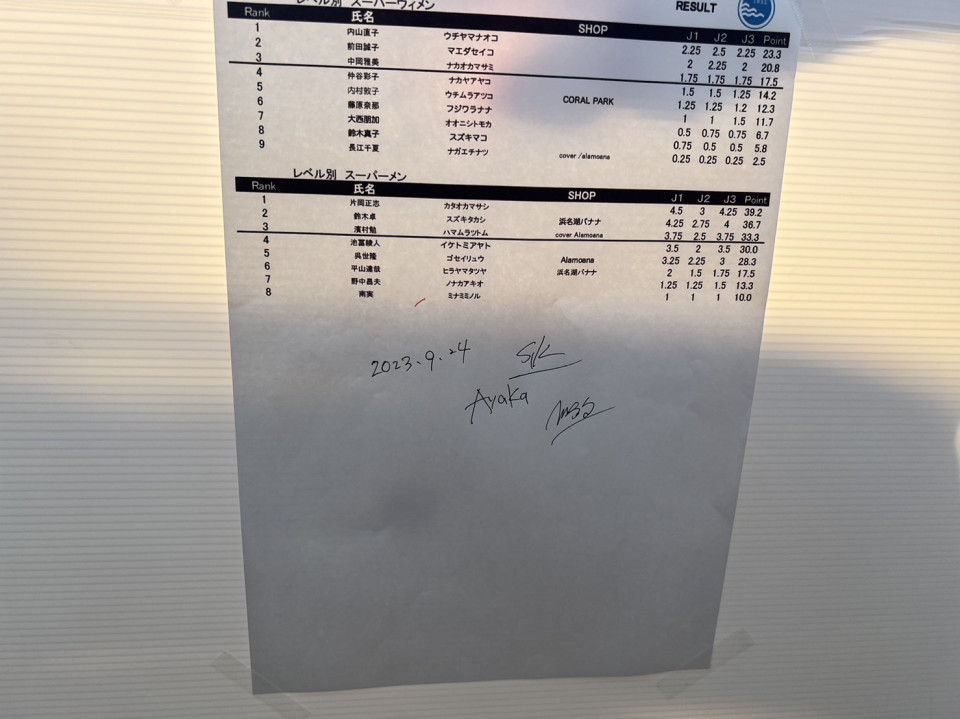 レベル別 スーパーウィメン RESULT
Rank 氏名 SHOP J1 J2 J3 Point
1 内山直子 ウチヤマナオコ 2.25 2.5 2.25 23.3
2 前田誠子 マエダセイコ 2 2.25 2 20.8
3 中岡雅美 ナカオカマサミ 1.75 1.75 1.75 17.5
4 仲谷彩子 ナカヤアヤコ 1.5 1.5 1.25 14.2
5 内村敦子 ウチムラアツコ CORAL PARK 1.25 1.25 1.2 12.3
6 藤原奈那 フジワラナナ 1 1 1.5 11.7
7 大西朋加 オオニシトモカ 0.5 0.75 0.75 6.7
8 鈴木真子 スズキマコ 0.75 0.5 0.5 5.8
9 長江千夏 ナガエチナツ cover /alamoana 0.25 0.25 0.25 2.5
レベル別 スーパーメン
Rank 氏名 SHOP J1 J2 J3 Point
1 片岡正志 カタオカマサシ 4.5 3 4.25 39.2
2 鈴木卓 スズキタカシ 浜名湖バナナ 4.25 2.75 4 36.7
3 濱村勉 ハマムラツトム cover Alamoana 3.75 2.5 3.75 33.3
4 池冨綾人 イケトミアヤト 3.5 2 3.5 30.0
5 呉世隆 ゴセイリュウ Alamoana 3.25 2.25 3 28.3
6 平山達哉 ヒラヤマタツヤ 浜名湖バナナ 2 1.5 1.75 17.5
7 野中昌夫 ノナカアキオ 1.25 1.25 1.5 13.3
8 南実 ミナミミノル 1 1 1 10.0
2023.9.24
Ayaka